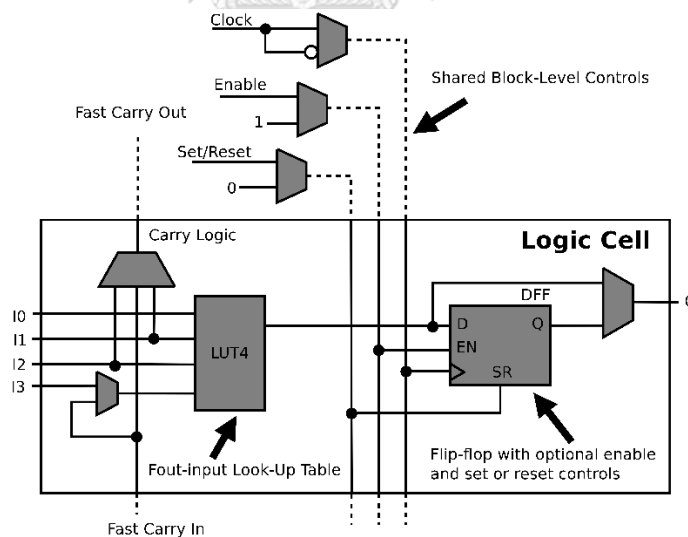 Clock
Shared Block-Level Controls
Enable
Fast Carry Out
1
Set/Reset
0
Carry Logic
Logic Cell
DFF
I0
I1
I2
I3
LUT4
D
Q
EN
SR
Fout-input Look-Up Table
Flip-flop with optional enable
and set or reset controls
Fast Carry In